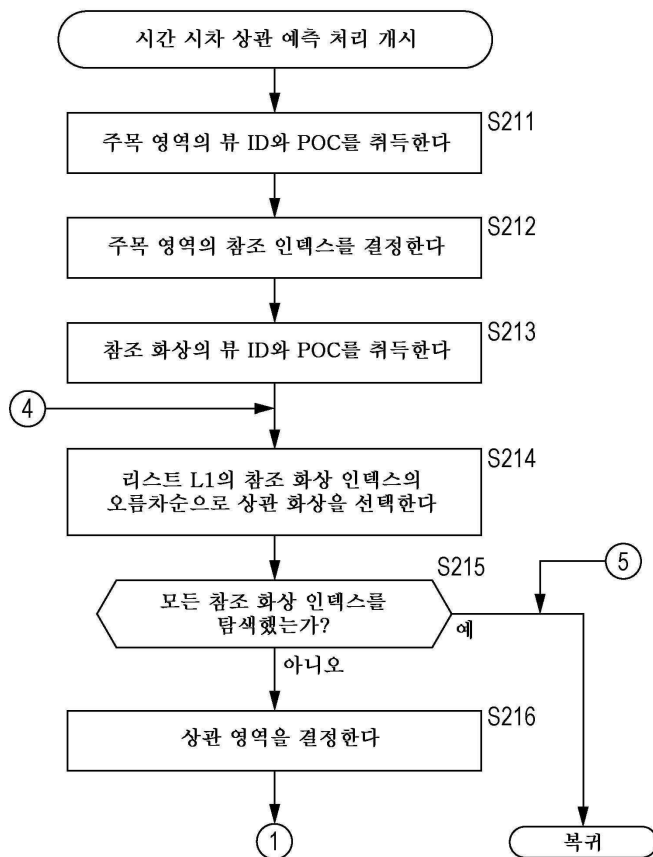 시간 시차 상관 예측 처리 개시
S211
주목 영역의 뷰 ID와 POC를 취득한다
S212
주목 영역의 참조 인덱스를 결정한다
S213
참조 화상의 뷰 ID와 POC를 취득한다
4
S214
리스트 L1의 참조 화상 인덱스의
오름차순으로 상관 화상을 선택한다
S215
5
모든 참조 화상 인덱스를
탐색했는가?
예
아니오
S216
상관 영역을 결정한다
1
복귀